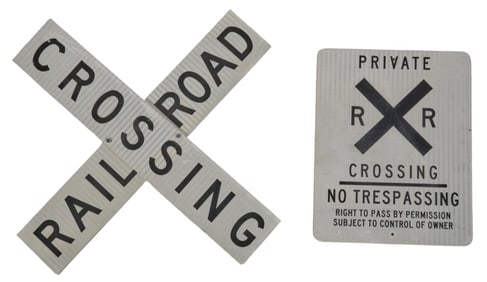 RAILROAD
CROSSING
PRIVATE
R R
CROSSING
NO TRESPASSING
RIGHT TO PASS BY PERMISSION
SUBJECT TO CONTROL OF OWNER